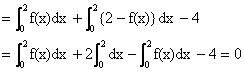 = ∫₀² f(x)dx + ∫₀² {2 – f(x)} dx – 4
= ∫₀² f(x)dx + 2∫₀² dx – ∫₀² f(x)dx – 4 = 0